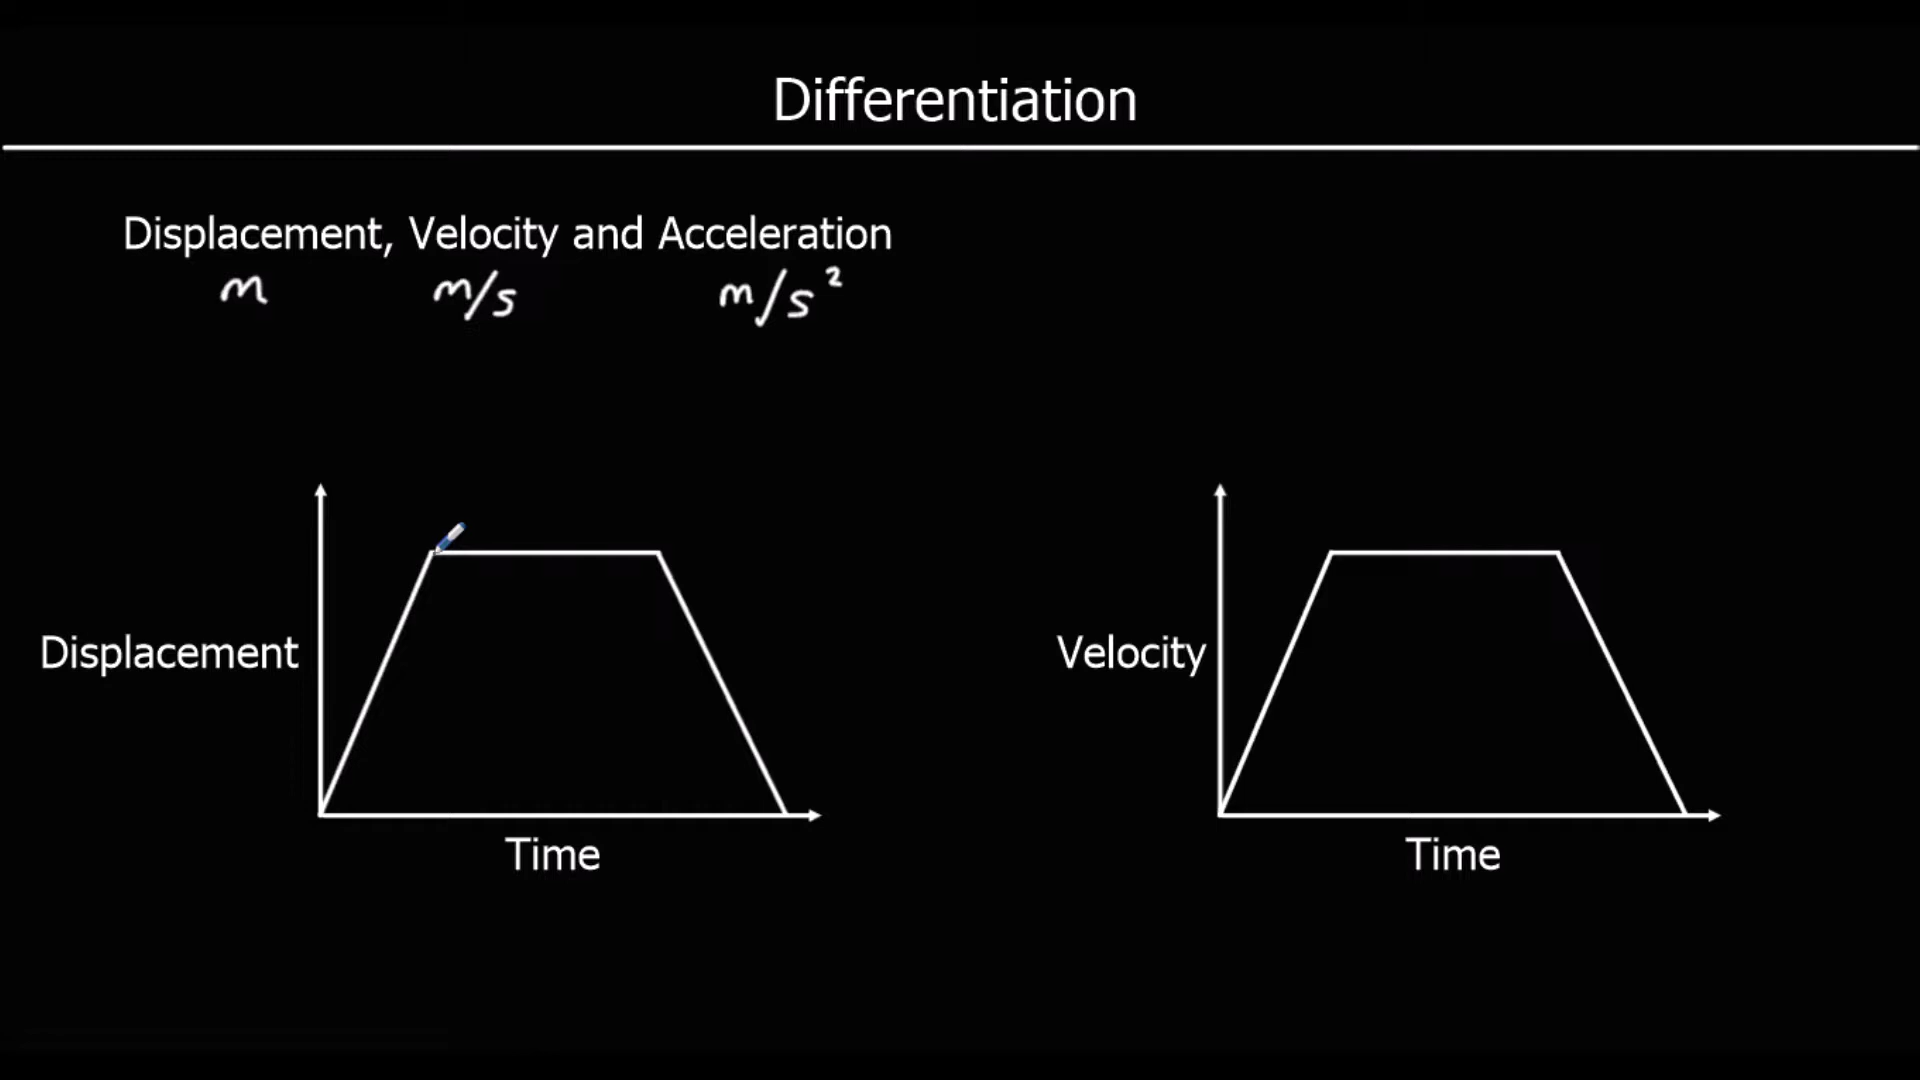 Differentiation
Displacement, Velocity and Acceleration
m m/s m/s²
Displacement
Time
Velocity
Time